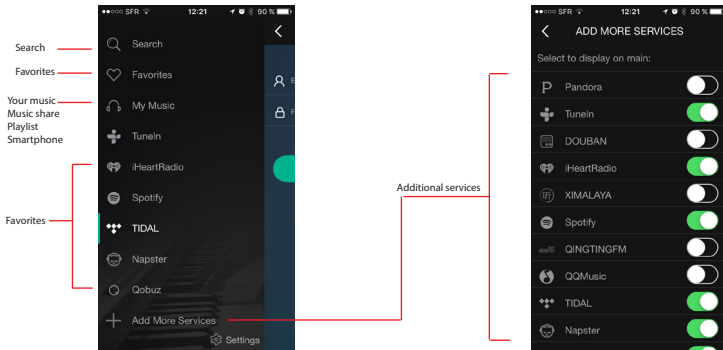 Search
Favorites
Your music
Music share
Playlist
Smartphone
Favorites
SFR 12:21 90 %
Search
Favorites
My Music
TuneIn
iHeartRadio
Spotify
TIDAL
Napster
Qobuz
Add More Services
Settings
E
Additional services
SFR 12:21 90 %
ADD MORE SERVICES
Select to display on main:
Pandora
TuneIn
DOUBAN
iHeartRadio
XIMALAYA
Spotify
QINGTINGFM
QQMusic
TIDAL
Napster